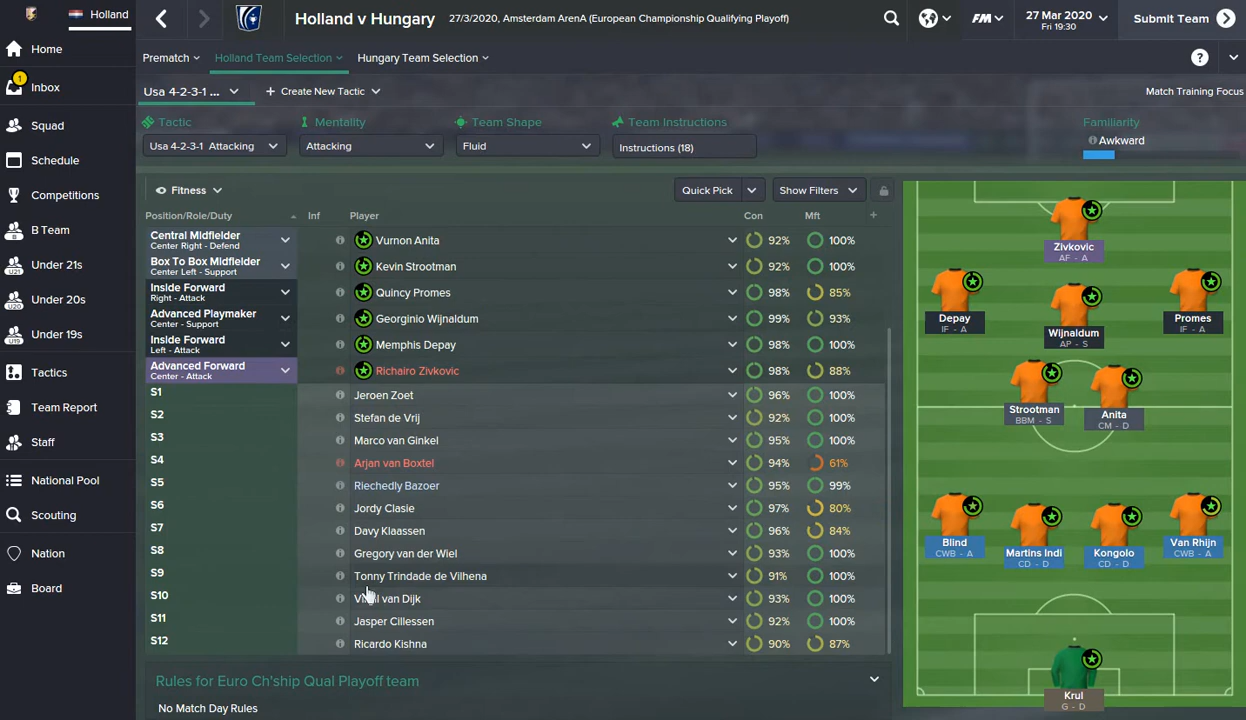 Holland
Holland v Hungary
27/3/2020, Amsterdam ArenA (European Championship Qualifying Playoff)
FM
27 Mar 2020
Fri 19:30
Submit Team
Home
1
Inbox
Squad
Schedule
Competitions
B Team
Under 21s
Under 20s
Under 19s
Tactics
Team Report
Staff
National Pool
Scouting
Nation
Board
Prematch
Holland Team Selection
Hungary Team Selection
?
Usa 4-2-3-1 ...
+ Create New Tactic
Match Training Focus
Tactic
Mentality
Team Shape
Team Instructions
Familiarity
Usa 4-2-3-1 Attacking
Attacking
Fluid
Instructions (18)
Awkward
Fitness
Quick Pick
Show Filters
Position/Role/Duty Inf Player Con Mft +
Central Midfielder
Center Right - Defend
Vurnon Anita 92% 100%
Box To Box Midfielder
Center Left - Support
Kevin Strootman 92% 100%
Inside Forward
Right - Attack
Quincy Promes 98% 85%
Advanced Playmaker
Center - Support
Georginio Wijnaldum 99% 93%
Inside Forward
Left - Attack
Memphis Depay 98% 100%
Advanced Forward
Center - Attack
Richairo Zivkovic 98% 88%
S1 Jeroen Zoet 96% 100%
S2 Stefan de Vrij 92% 100%
S3 Marco van Ginkel 95% 100%
S4 Arjan van Boxtel 94% 61%
S5 Riechedly Bazoer 95% 99%
S6 Jordy Clasie 97% 80%
S7 Davy Klaassen 96% 84%
S8 Gregory van der Wiel 93% 100%
S9 Tonny Trindade de Vilhena 91% 100%
S10 van Dijk 93% 100%
S11 Jasper Cillessen 92% 100%
S12 Ricardo Kishna 90% 87%
Rules for Euro Ch'ship Qual Playoff team
No Match Day Rules
Zivkovic
AF - A
Depay
IF - A
Wijnaldum
AP - S
Promes
IF - A
Strootman
BBM - S
Anita
CM - D
Blind
CWB - A
Martins Indi
CD - D
Kongolo
CD - D
Van Rhijn
CWB - A
Krul
G - D